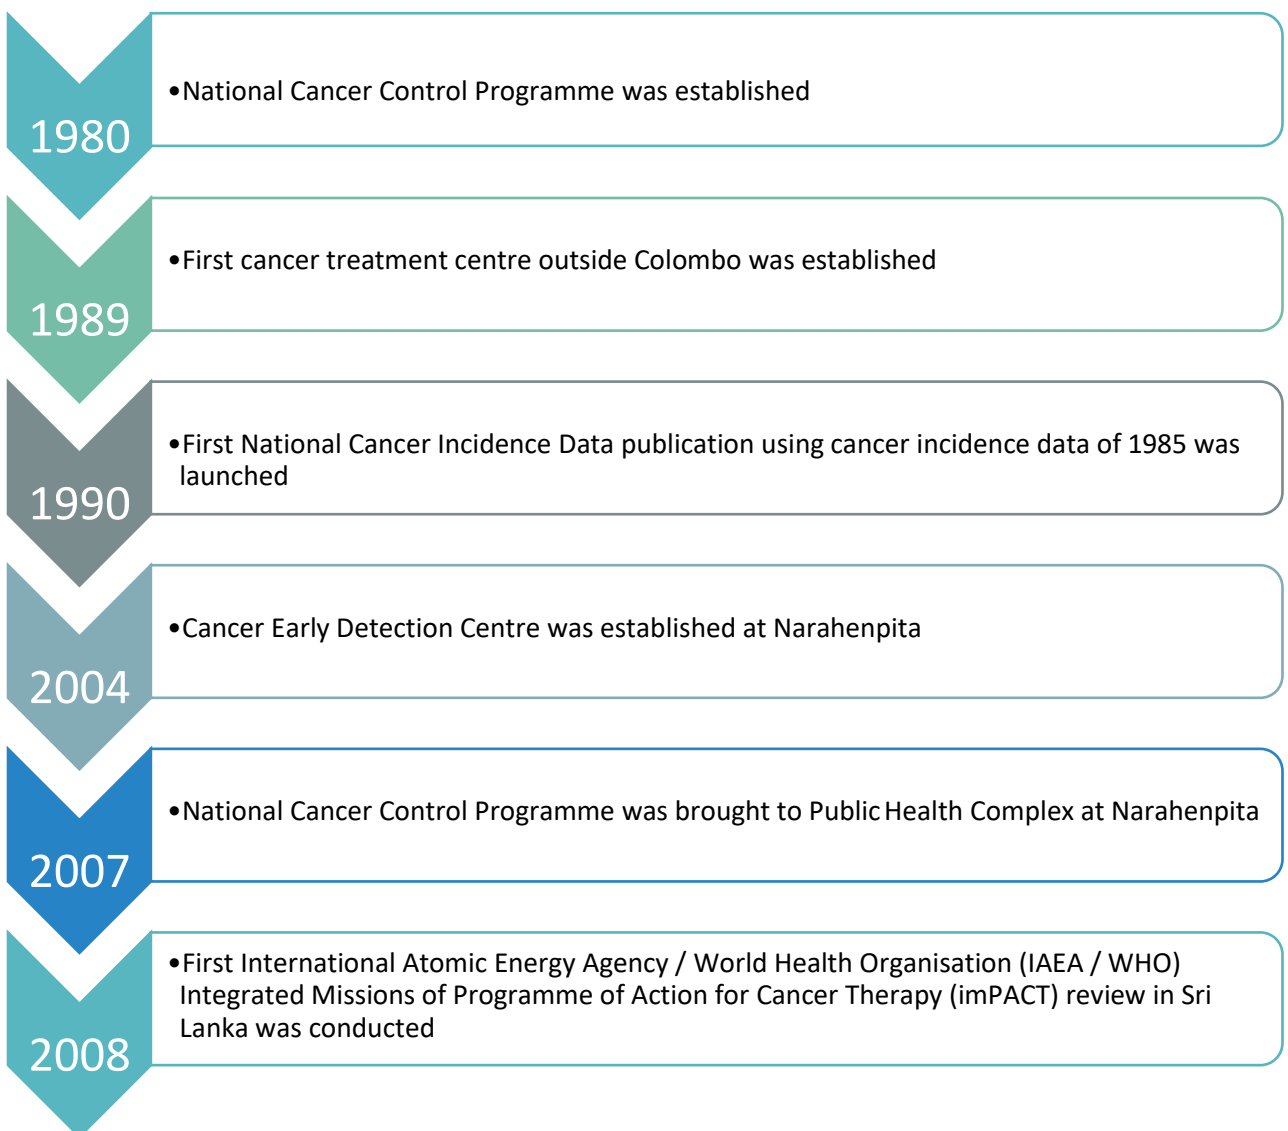 1980
•National Cancer Control Programme was established
1989
•First cancer treatment centre outside Colombo was established
1990
•First National Cancer Incidence Data publication using cancer incidence data of 1985 was
launched
2004
•Cancer Early Detection Centre was established at Narahenpita
2007
•National Cancer Control Programme was brought to Public Health Complex at Narahenpita
2008
•First International Atomic Energy Agency / World Health Organisation (IAEA / WHO)
Integrated Missions of Programme of Action for Cancer Therapy (imPACT) review in Sri
Lanka was conducted